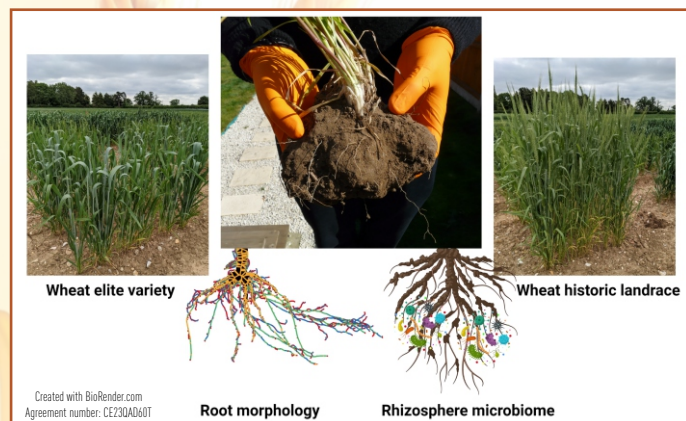 Wheat elite variety
Wheat historic landrace
Created with BioRender.com
Agreement number: CE23QAD60T
Root morphology
Rhizosphere microbiome